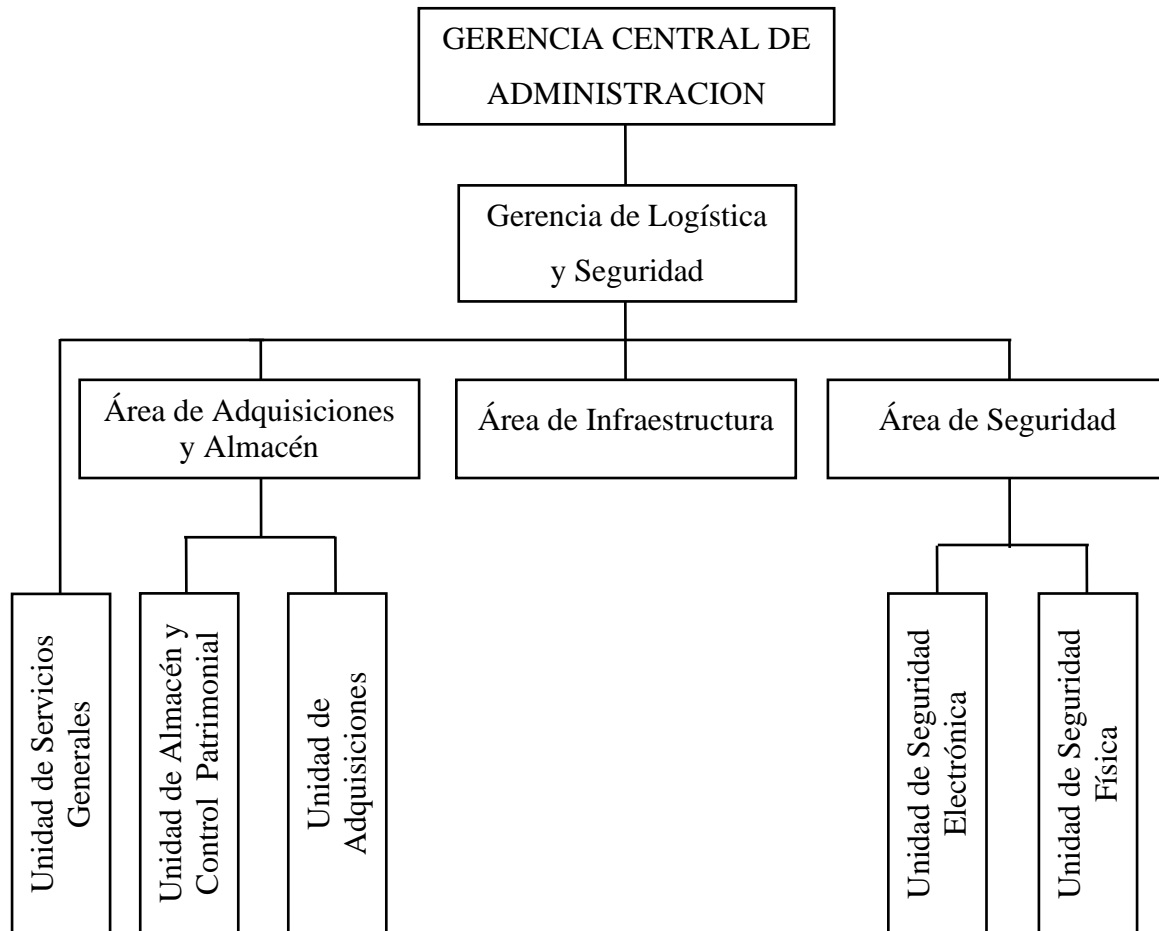 GERENCIA CENTRAL DE
ADMINISTRACION
Gerencia de Logística
y Seguridad
Área de Adquisiciones
y Almacén
Área de Infraestructura
Área de Seguridad
Unidad de Servicios
Generales
Unidad de Almacén y
Control Patrimonial
Unidad de
Adquisiciones
Unidad de Seguridad
Electrónica
Unidad de Seguridad
Física